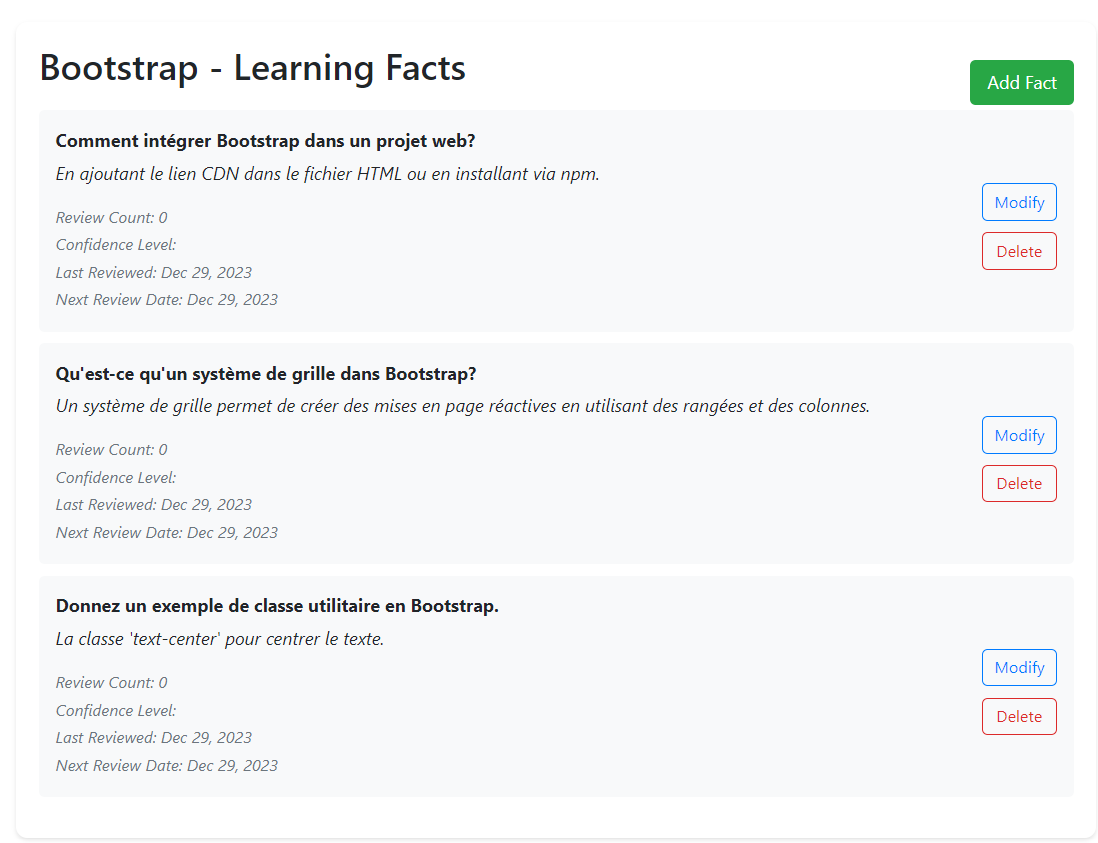 Bootstrap - Learning Facts
Add Fact
Comment intégrer Bootstrap dans un projet web?
En ajoutant le lien CDN dans le fichier HTML ou en installant via npm.
Review Count: 0
Confidence Level:
Last Reviewed: Dec 29, 2023
Next Review Date: Dec 29, 2023
Modify
Delete
Qu'est-ce qu'un système de grille dans Bootstrap?
Un système de grille permet de créer des mises en page réactives en utilisant des rangées et des colonnes.
Review Count: 0
Confidence Level:
Last Reviewed: Dec 29, 2023
Next Review Date: Dec 29, 2023
Modify
Delete
Donnez un exemple de classe utilitaire en Bootstrap.
La classe 'text-center' pour centrer le texte.
Review Count: 0
Confidence Level:
Last Reviewed: Dec 29, 2023
Next Review Date: Dec 29, 2023
Modify
Delete